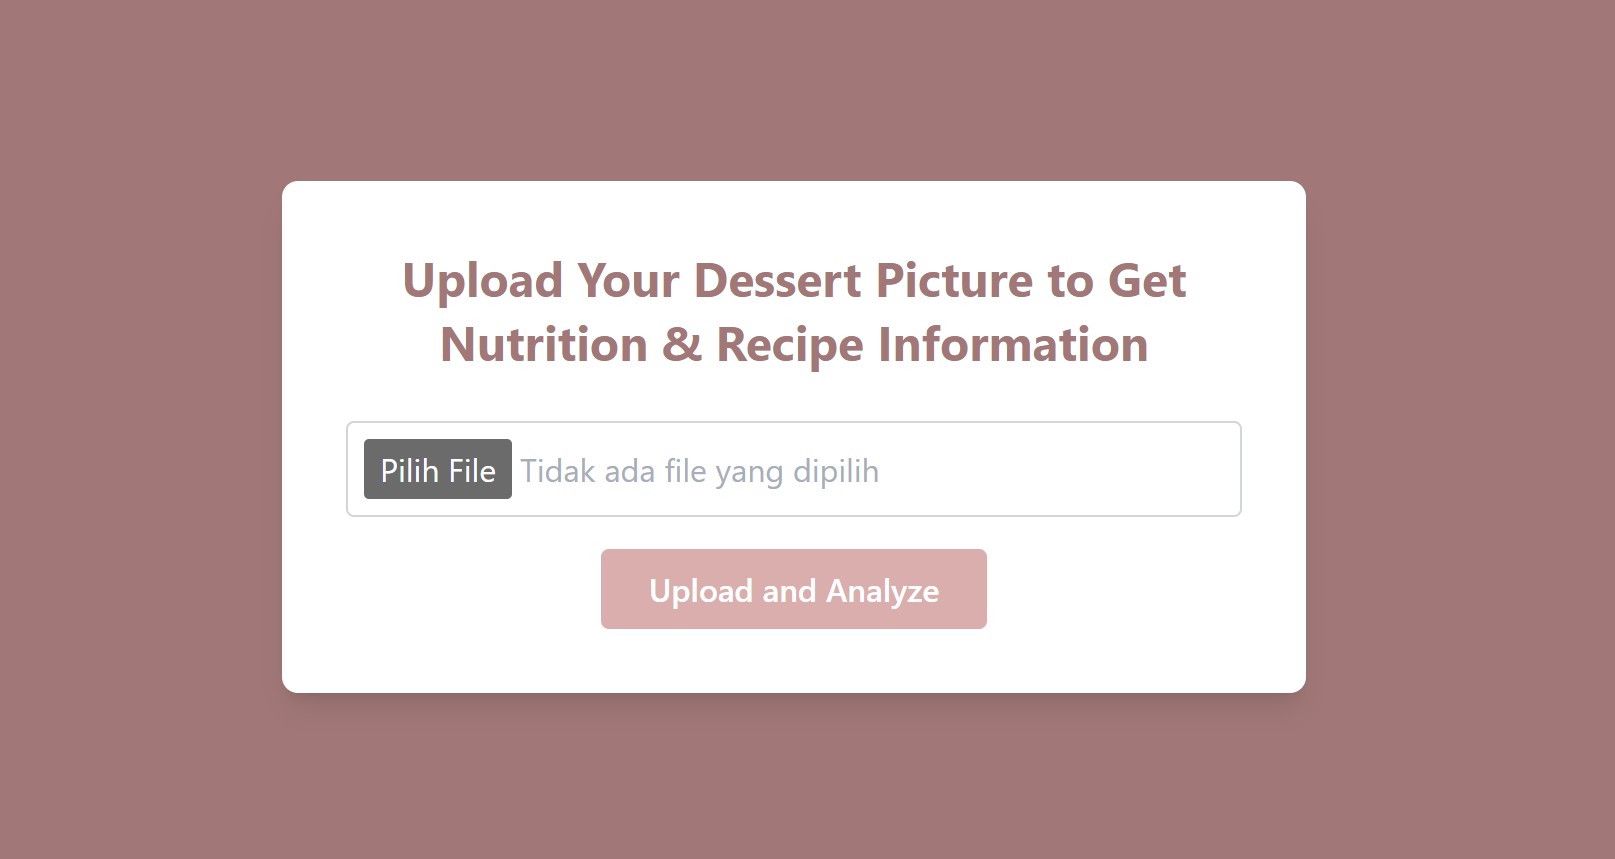 Upload Your Dessert Picture to Get
Nutrition & Recipe Information
Pilih File Tidak ada file yang dipilih
Upload and Analyze